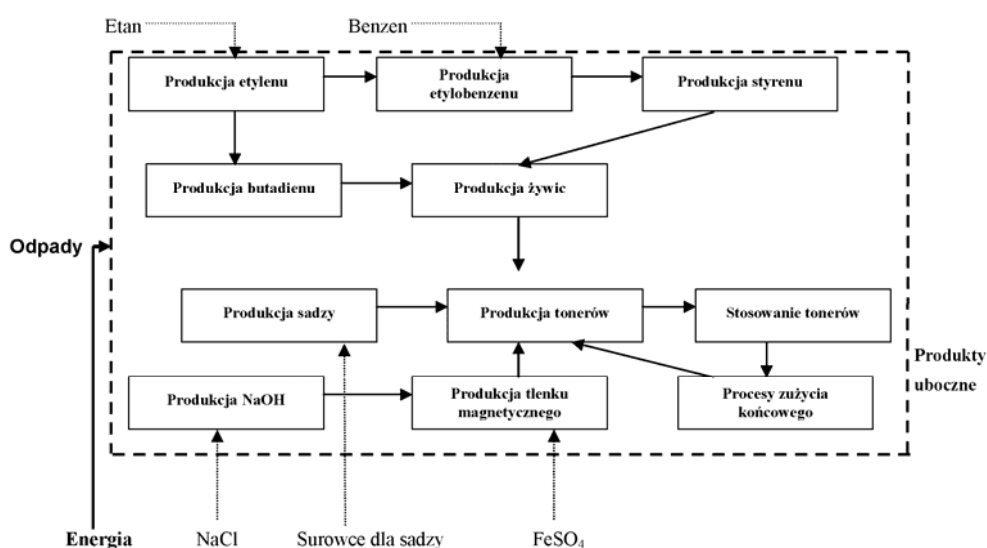 Etan
Benzen
Produkcja etylenu
Produkcja
etylobenzenu
Produkcja styrenu
Produkcja butadienu
Produkcja żywic
Odpady
Produkcja sadzy
Produkcja tonerów
Stosowanie tonerów
Produkty
uboczne
Produkcja NaOH
Produkcja tlenku
magnetycznego
Procesy zużycia
końcowego
Energia
NaCl
Surowce dla sadzy
FeSO₄